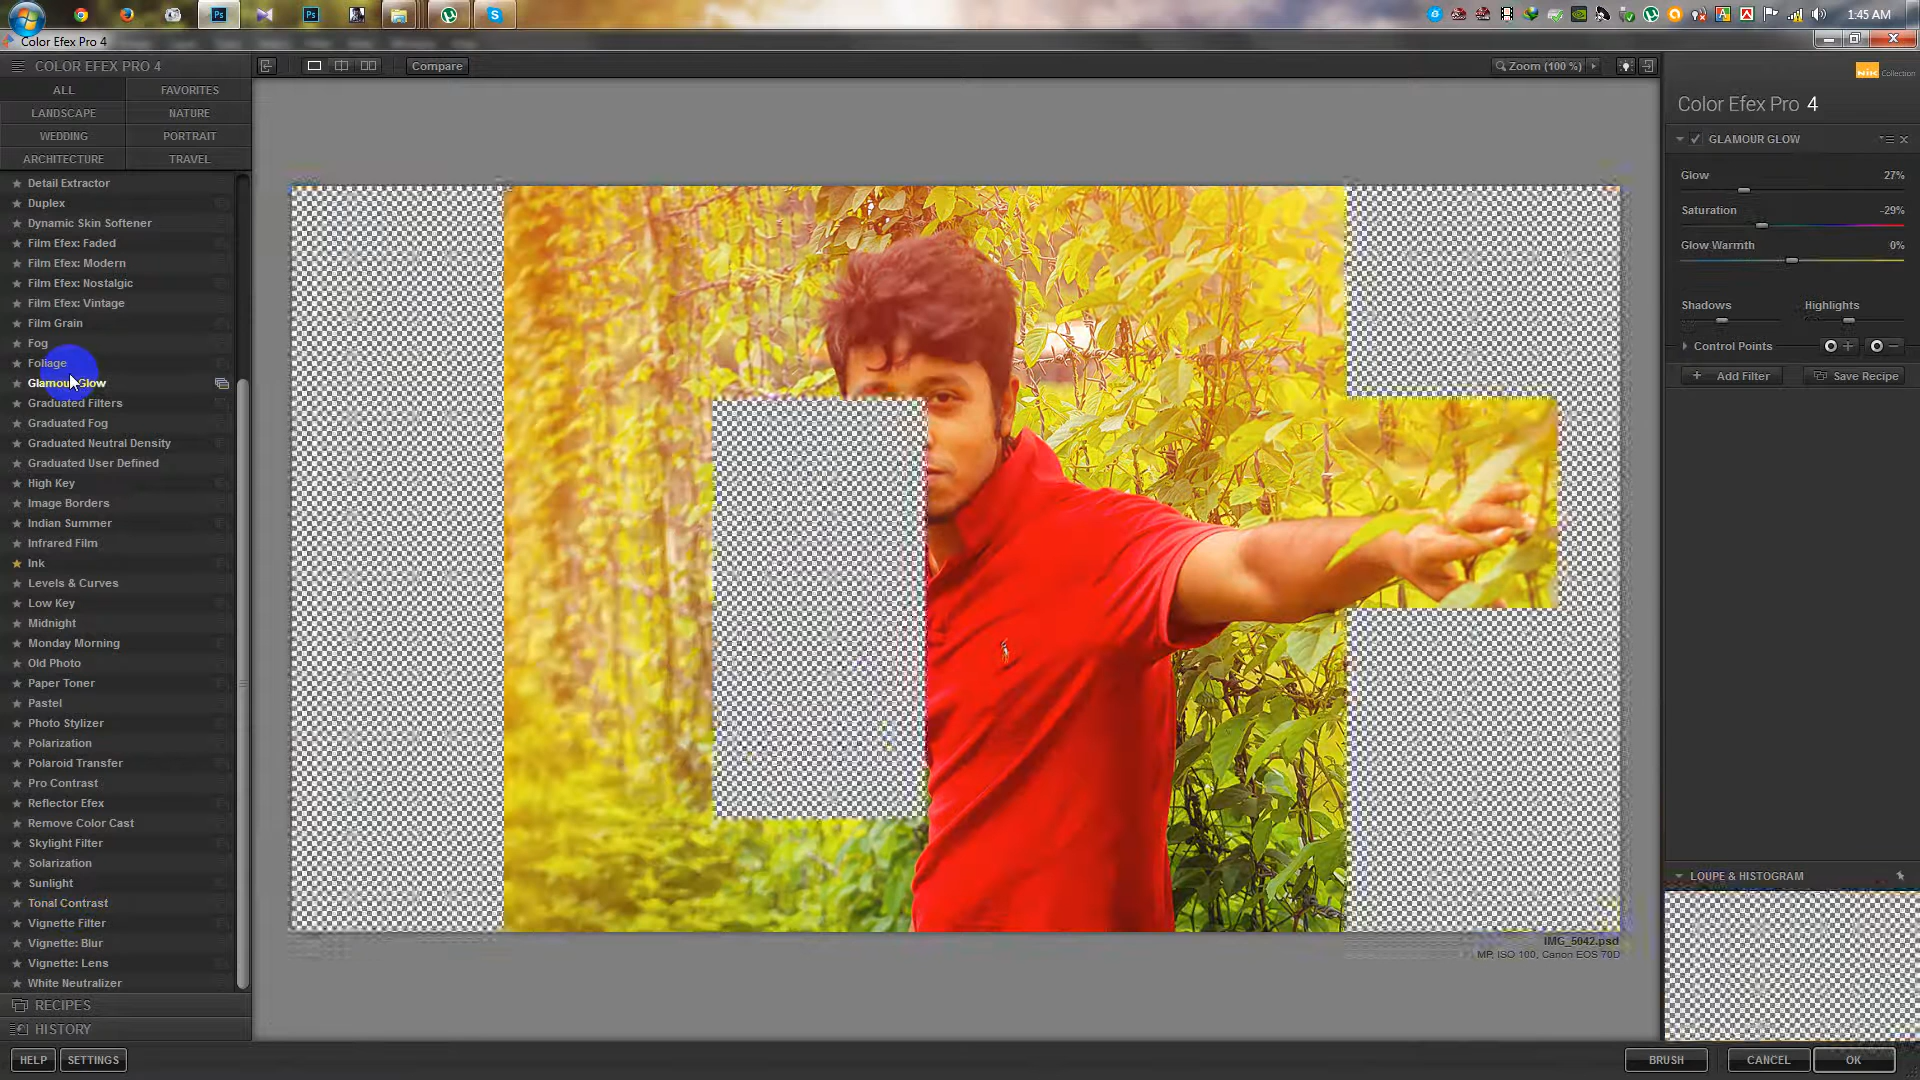 1:45 AM
Color Efex Pro 4
COLOR EFEX PRO 4
Compare
Zoom (100 %)
Nik Collection
ALL
FAVORITES
LANDSCAPE
NATURE
WEDDING
PORTRAIT
ARCHITECTURE
TRAVEL
Detail Extractor
Duplex
Dynamic Skin Softener
Film Efex: Faded
Film Efex: Modern
Film Efex: Nostalgic
Film Efex: Vintage
Film Grain
Fog
Foliage
Glamour Glow
Graduated Filters
Graduated Fog
Graduated Neutral Density
Graduated User Defined
High Key
Image Borders
Indian Summer
Infrared Film
Ink
Levels & Curves
Low Key
Midnight
Monday Morning
Old Photo
Paper Toner
Pastel
Photo Stylizer
Polarization
Polaroid Transfer
Pro Contrast
Reflector Efex
Remove Color Cast
Skylight Filter
Solarization
Sunlight
Tonal Contrast
Vignette Filter
Vignette: Blur
Vignette: Lens
White Neutralizer
RECIPES
HISTORY
HELP
SETTINGS
IMG_5042.psd
MP, ISO 100, Canon EOS 70D
Color Efex Pro 4
GLAMOUR GLOW
Glow 27%
Saturation -29%
Glow Warmth 0%
Shadows
Highlights
Control Points
+ Add Filter
Save Recipe
LOUPE & HISTOGRAM
BRUSH
CANCEL
OK